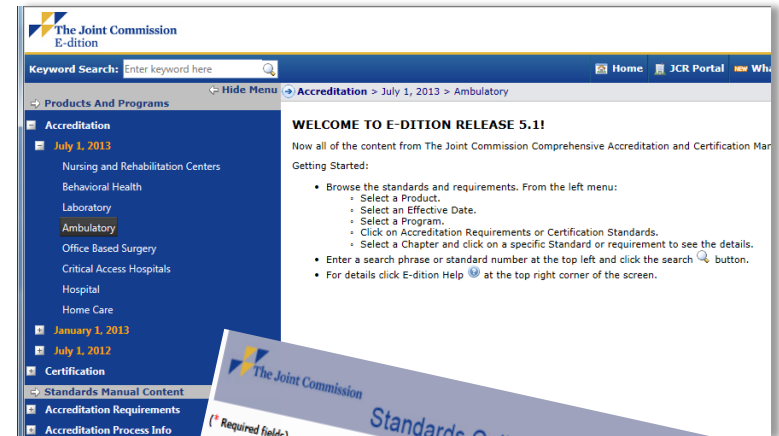 The Joint Commission
E-dition
Keyword Search: Enter keyword here
Home JCR Portal NEW
Hide Menu
Accreditation > July 1, 2013 > Ambulatory
Products And Programs
Accreditation
July 1, 2013
Nursing and Rehabilitation Centers
Behavioral Health
Laboratory
Ambulatory
Office Based Surgery
Critical Access Hospitals
Hospital
Home Care
January 1, 2013
July 1, 2012
Certification
Standards Manual Content
Accreditation Requirements
Accreditation Process Info
WELCOME TO E-DITION RELEASE 5.1!
Now all of the content from The Joint Commission Comprehensive Accreditation and Certification
Getting Started:
• Browse the standards and requirements. From the left menu:
◦ Select a Product.
◦ Select an Effective Date.
◦ Select a Program.
◦ Click on Accreditation Requirements or Certification Standards.
◦ Select a Chapter and click on a specific Standard or requirement to see the details.
• Enter a search phrase or standard number at the top left and click the search button.
• For details click E-dition Help ? at the top right corner of the screen.
The Joint Commission
Standards
(* Required fields)